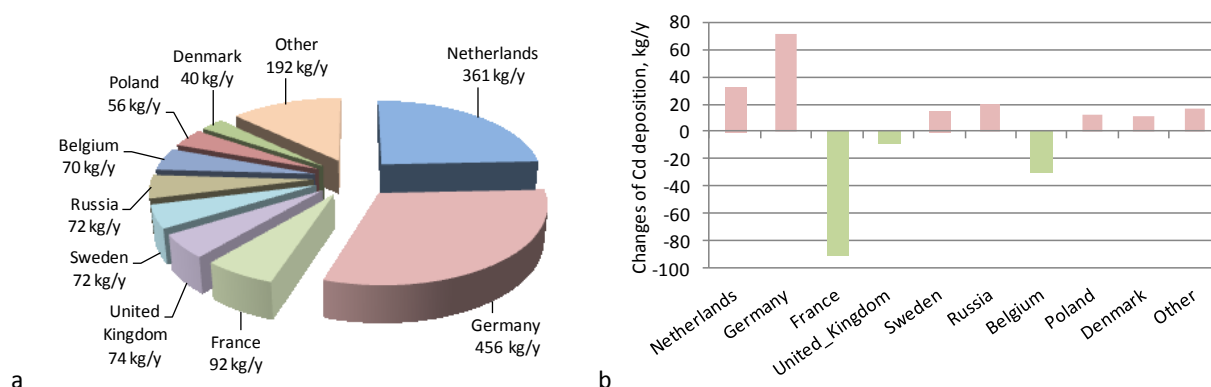 Netherlands
361 kg/y
Germany
456 kg/y
France
92 kg/y
United
Kingdom
74 kg/y
Sweden
72 kg/y
Russia
72 kg/y
Belgium
70 kg/y
Poland
56 kg/y
Denmark
40 kg/y
Other
192 kg/y
a
Changes of Cd deposition, kg/y
80
60
40
20
0
-20
-40
-60
-80
-100
Netherlands
Germany
France
United_Kingdom
Sweden
Russia
Belgium
Poland
Denmark
Other
b